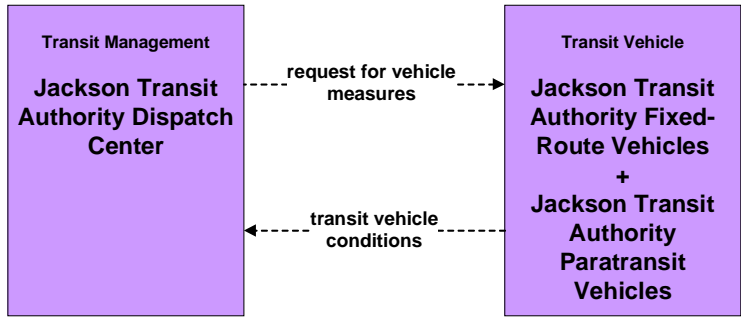 Transit Management
Jackson Transit
Authority Dispatch
Center
request for vehicle
measures
transit vehicle
conditions
Transit Vehicle
Jackson Transit
Authority Fixed-
Route Vehicles
+
Jackson Transit
Authority
Paratransit
Vehicles